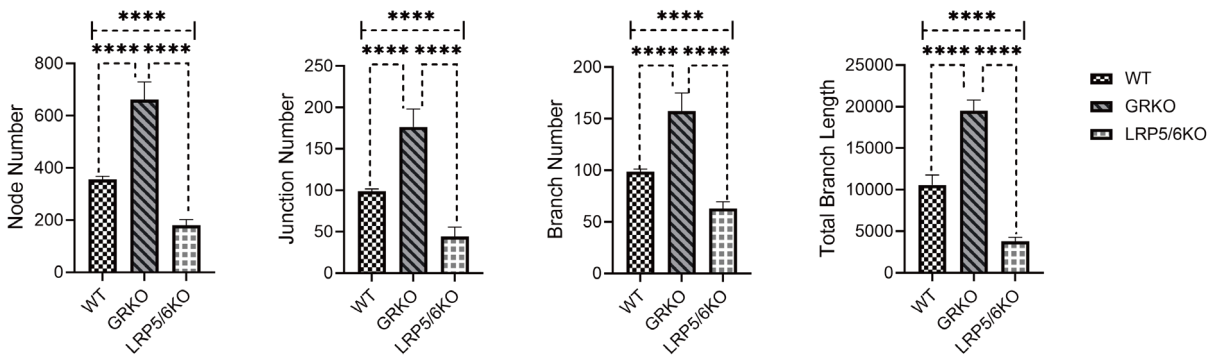 ****
**** ****
Node Number
800
600
400
200
0
WT
GRKO
LRP5/6KO
****
**** ****
Junction Number
250
200
150
100
50
0
WT
GRKO
LRP5/6KO
****
**** ****
Branch Number
200
150
100
50
0
WT
GRKO
LRP5/6KO
****
**** ****
Total Branch Length
25000
20000
15000
10000
5000
0
WT
GRKO
LRP5/6KO
WT
GRKO
LRP5/6KO